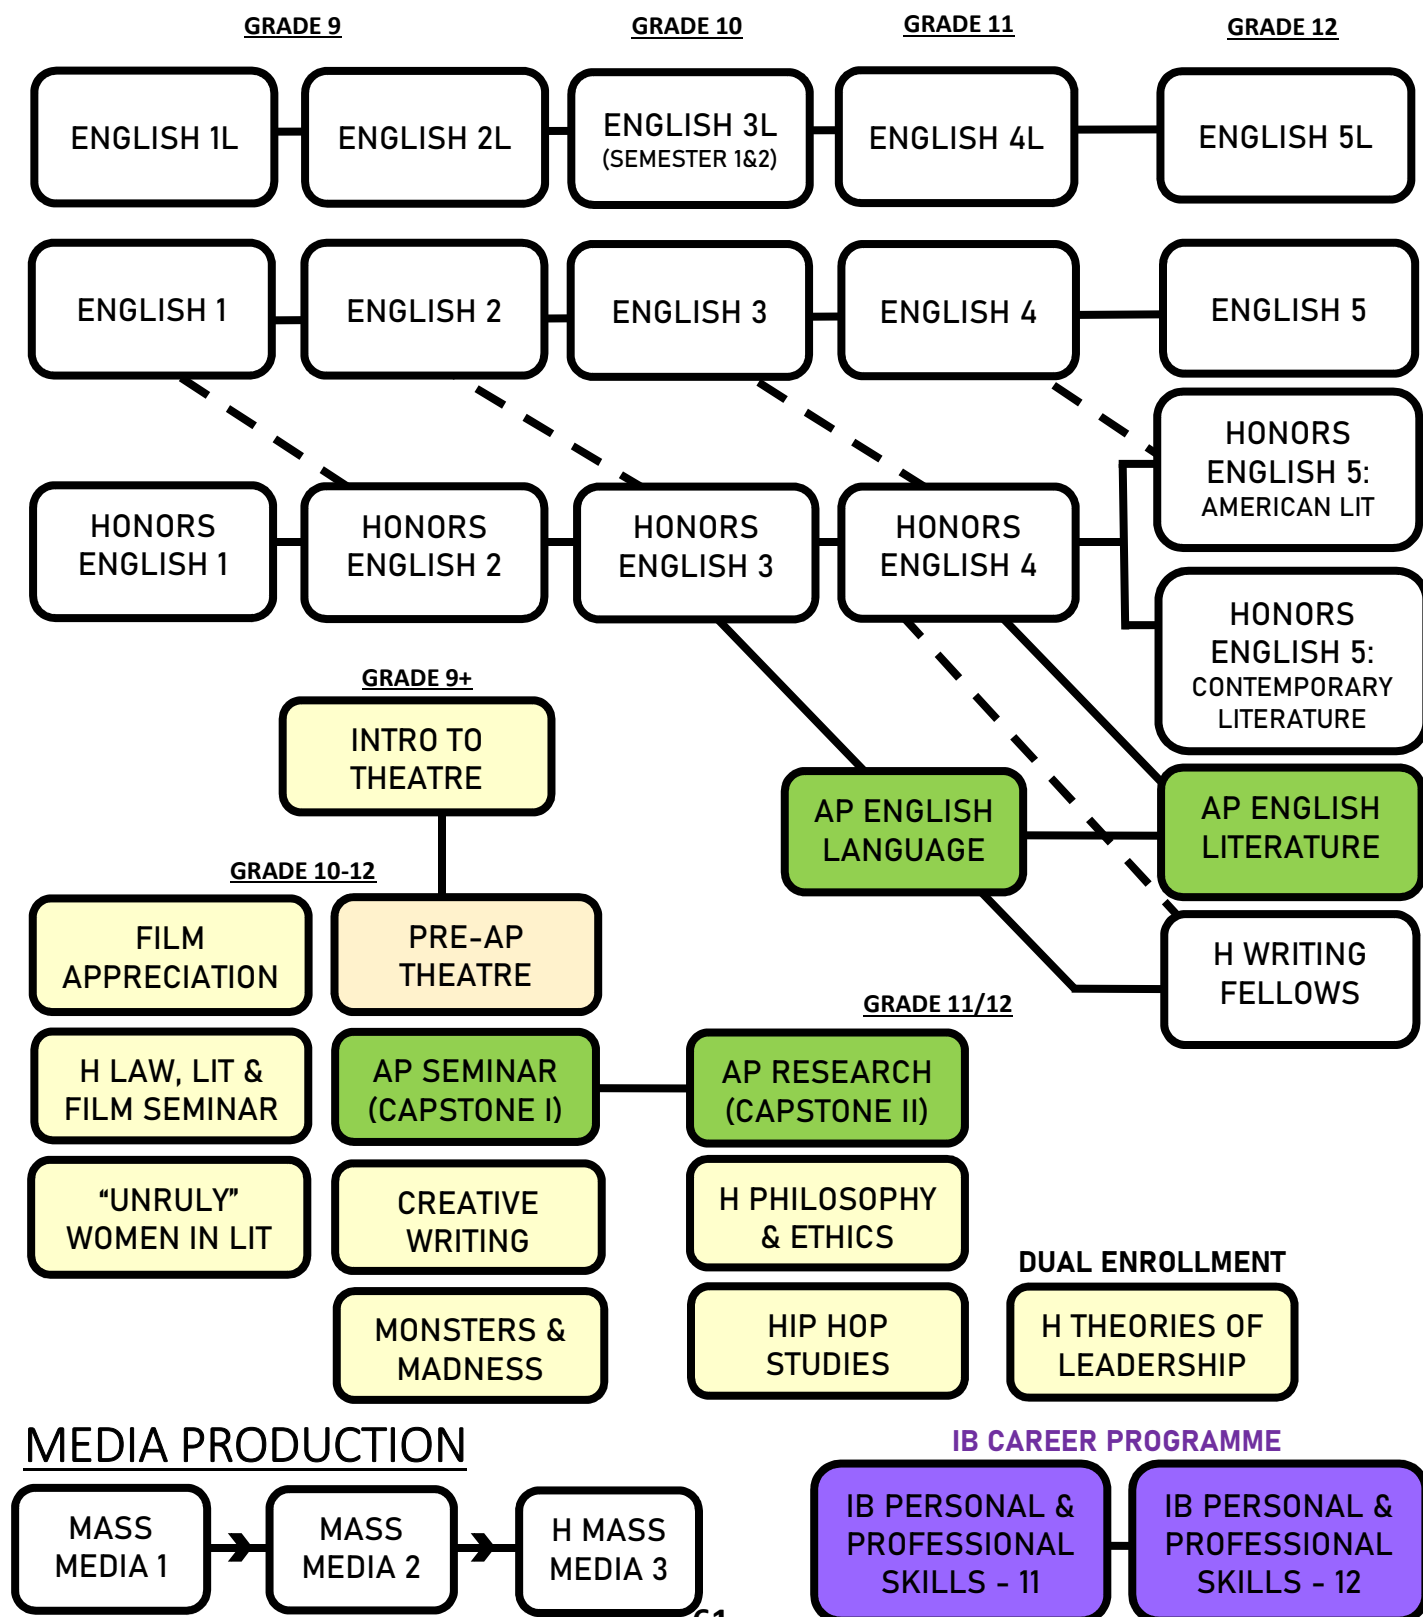 GRADE 9
GRADE 10
GRADE 11
GRADE 12
ENGLISH 1L
ENGLISH 2L
ENGLISH 3L
(SEMESTER 1&2)
ENGLISH 4L
ENGLISH 5L
ENGLISH 1
ENGLISH 2
ENGLISH 3
ENGLISH 4
ENGLISH 5
HONORS
ENGLISH 1
HONORS
ENGLISH 2
HONORS
ENGLISH 3
HONORS
ENGLISH 4
HONORS
ENGLISH 5:
AMERICAN LIT
HONORS
ENGLISH 5:
CONTEMPORARY
LITERATURE
GRADE 9+
INTRO TO
THEATRE
AP ENGLISH
LANGUAGE
AP ENGLISH
LITERATURE
GRADE 10-12
FILM
APPRECIATION
PRE-AP
THEATRE
H WRITING
FELLOWS
GRADE 11/12
H LAW, LIT &
FILM SEMINAR
AP SEMINAR
(CAPSTONE I)
AP RESEARCH
(CAPSTONE II)
“UNRULY”
WOMEN IN LIT
CREATIVE
WRITING
H PHILOSOPHY
& ETHICS
MONSTERS &
MADNESS
HIP HOP
STUDIES
DUAL ENROLLMENT
H THEORIES OF
LEADERSHIP
MEDIA PRODUCTION
MASS
MEDIA 1
MASS
MEDIA 2
H MASS
MEDIA 3
IB CAREER PROGRAMME
IB PERSONAL &
PROFESSIONAL
SKILLS - 11
IB PERSONAL &
PROFESSIONAL
SKILLS - 12